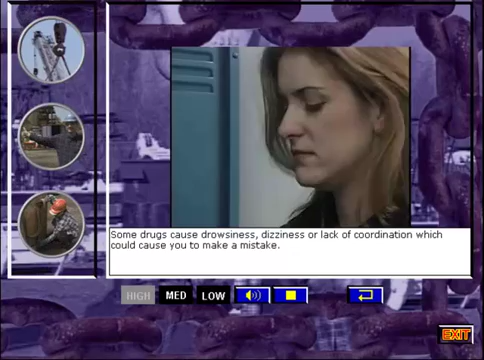 Some drugs cause drowsiness, dizziness or lack of coordination which
could cause you to make a mistake.
HIGH MED LOW
EXIT